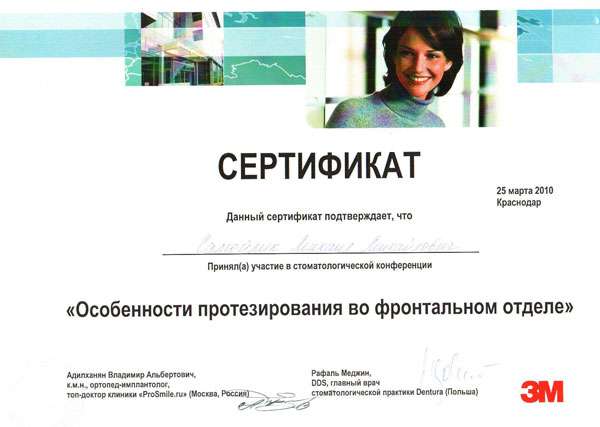 СЕРТИФИКАТ
25 марта 2010
Краснодар
Данный сертификат подтверждает, что
Михаил Михайлович
Принял(а) участие в стоматологической конференции
«Особенности протезирования во фронтальном отделе»
Адилханян Владимир Альбертович,
к.м.н., ортопед-имплантолог,
топ-доктор клиники «ProSmile.ru» (Москва, Россия)
Рафаль Меджин,
DDS, главный врач
стоматологической практики Dentura (Польша)
3M